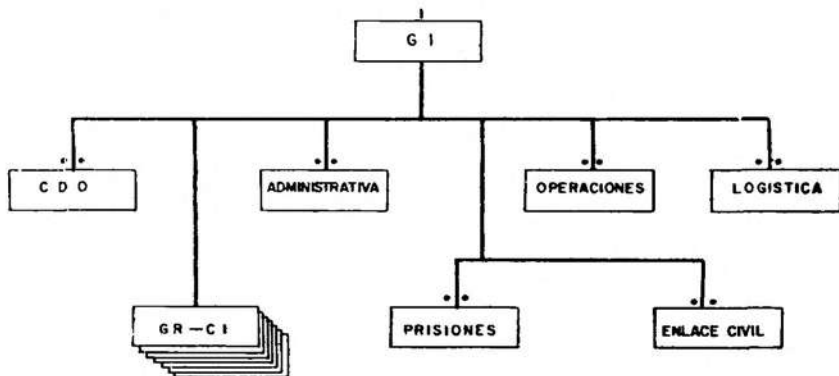 G I
C D O
ADMINISTRATIVA
OPERACIONES
LOGISTICA
GR-CI
PRISIONES
ENLACE CIVIL